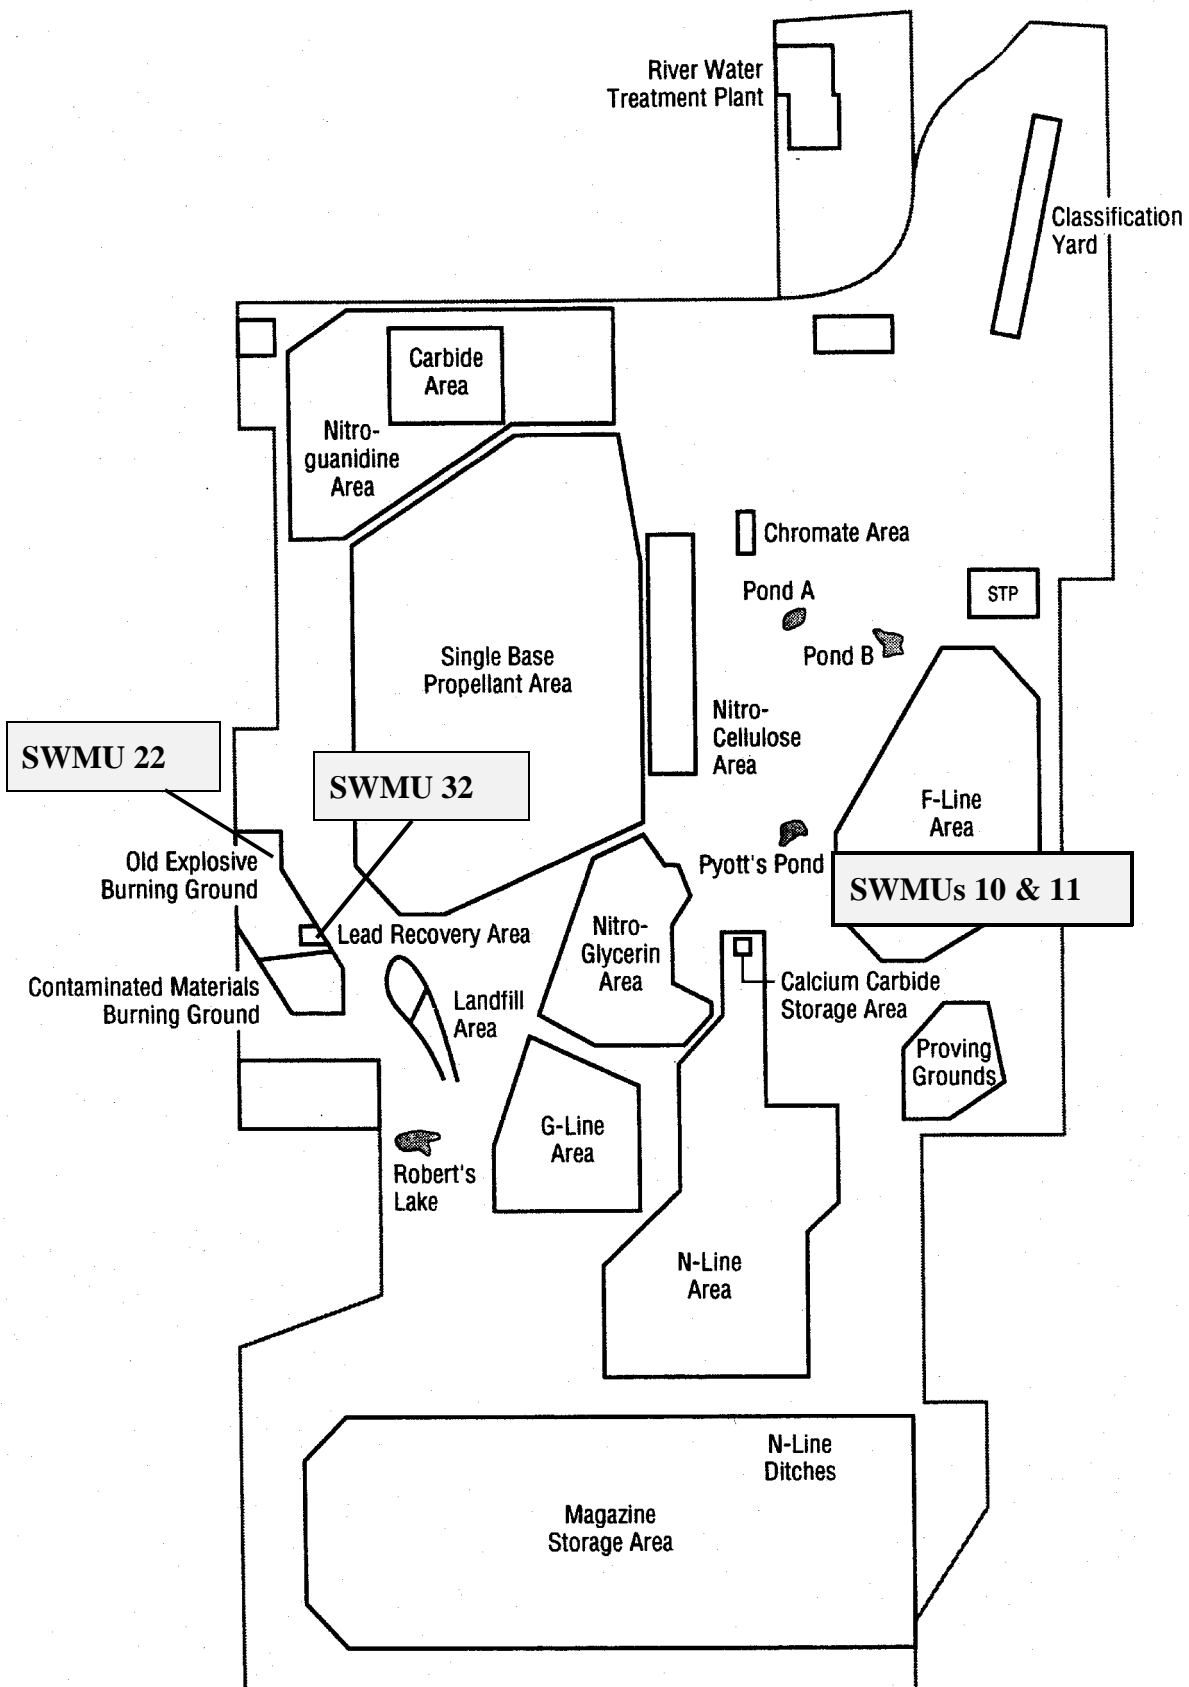 River Water
Treatment Plant
Classification
Yard
Carbide
Area
Nitro-
guanidine
Area
Chromate Area
Pond A
STP
Pond B
Single Base
Propellant Area
Nitro-
Cellulose
Area
SWMU 22
SWMU 32
F-Line
Area
Old Explosive
Burning Ground
Pyott's Pond
SWMUs 10 & 11
Lead Recovery Area
Nitro-
Glycerin
Area
Contaminated Materials
Burning Ground
Landfill
Area
Calcium Carbide
Storage Area
Proving
Grounds
G-Line
Area
Robert's
Lake
N-Line
Area
N-Line
Ditches
Magazine
Storage Area